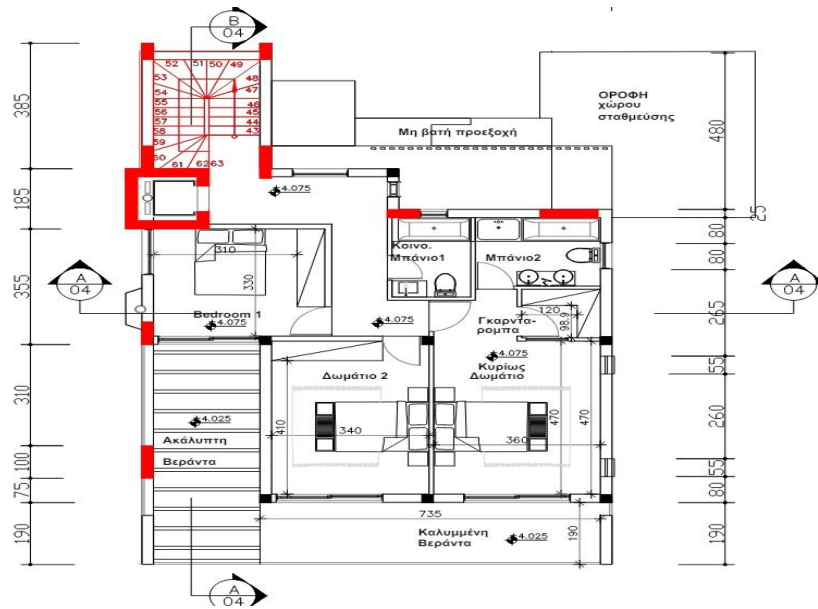 B
04
52 51 50 49
53 48
54 47
55 46
56 45
57 44
58 43
59
60
61 62 63
ΟΡΟΦΗ
χώρου
σταθμεύσης
Μη βατή προεξοχή
385
185
355
310
100
75
190
480
25
80
80
265
55
260
55
80
190
+4.075
Κοινο.
Μπάνιο1
Μπάνιο2
310
330
A
04
A
04
Bedroom 1
+4.075
+4.075
Γκαρντα-
ρομπα
120
98.9
+4.075
Κυρίως
Δωμάτιο
Δωμάτιο 2
410
340
360
470
470
+4.025
Ακάλυπτη
Βεράντα
735
Καλυμμένη
Βεράντα
+4.025
190
A
04